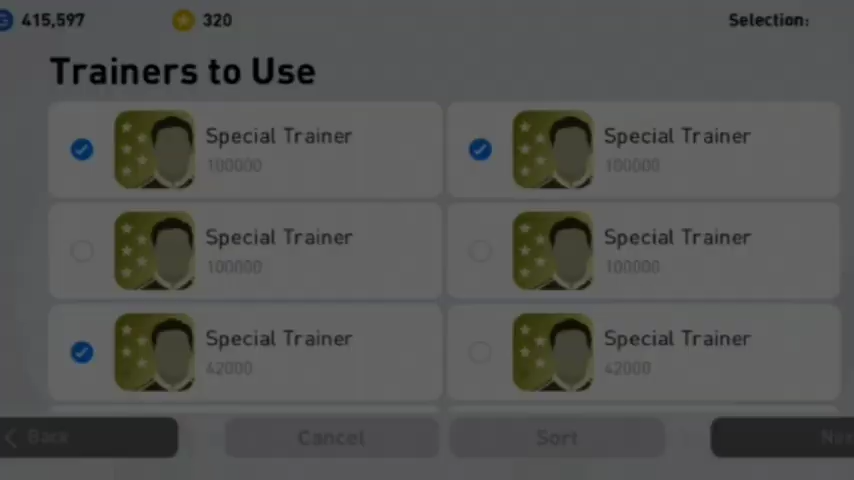 415,597 320 Selection:
Trainers to Use
Special Trainer Special Trainer
100000 100000
Special Trainer Special Trainer
100000 100000
Special Trainer Special Trainer
42000 42000
Back Cancel Sort